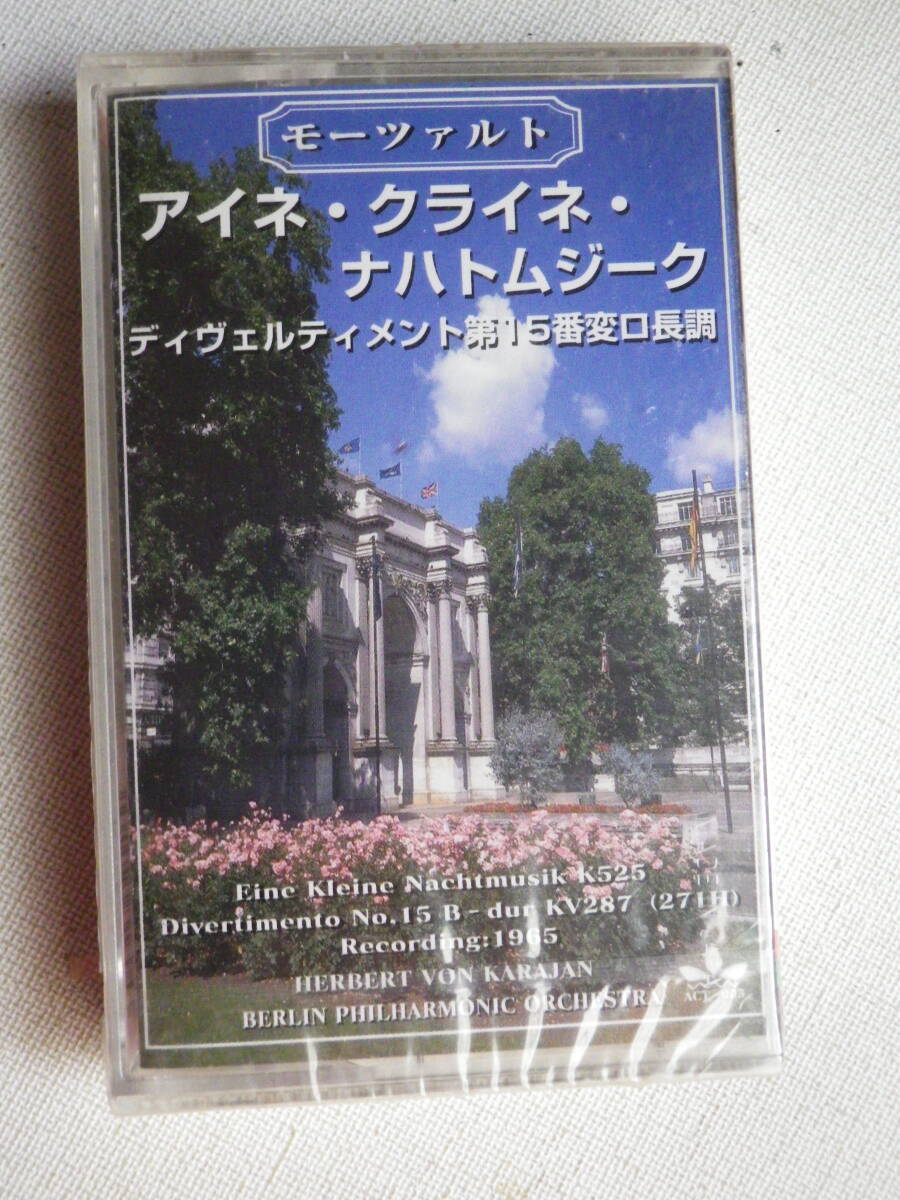 モーツァルト
アイネ・クライネ・
ナハトムジーク
ディヴェルティメント第15番変ロ長調
Eine Kleine Nachtmusik K525
Divertimento No.15 B-dur KV287 (271H)
Recording:1965
HERBERT VON KARAJAN
BERLIN PHILHARMONIC ORCHESTRA